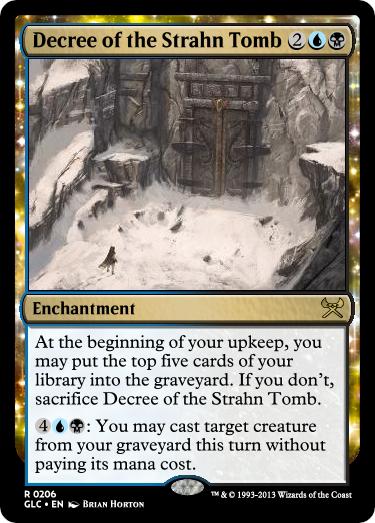 Decree of the Strahn Tomb 2
Enchantment
At the beginning of your upkeep, you
may put the top five cards of your
library into the graveyard. If you don't,
sacrifice Decree of the Strahn Tomb.
4 : You may cast target creature
from your graveyard this turn without
paying its mana cost.
R 0206
GLC • EN BRIAN HORTON
™ & © 1993-2013 Wizards of the Coast